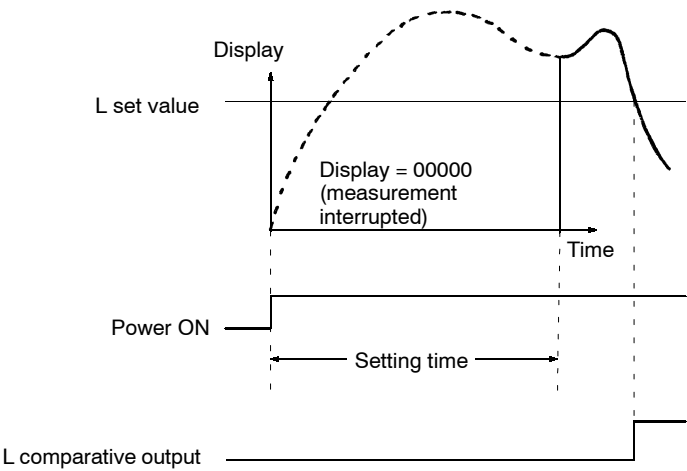 Display
L set value
Display = 00000
(measurement
interrupted)
Time
Power ON
Setting time
L comparative output